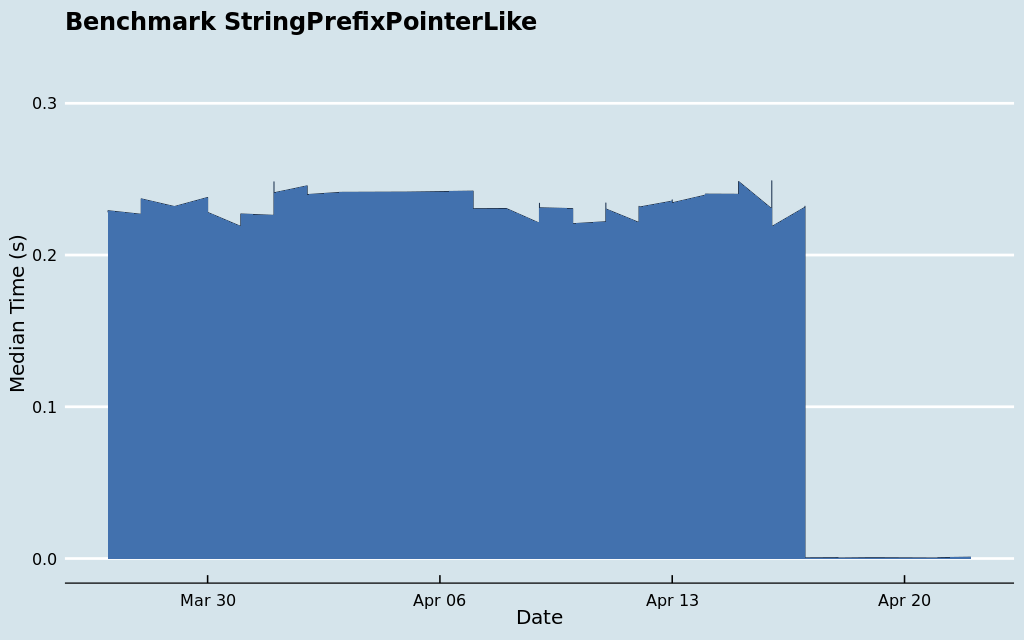 Benchmark StringPrefixPointerLike
0.3
0.2
0.1
0.0
Median Time (s)
Mar 30 Apr 06 Apr 13 Apr 20
Date